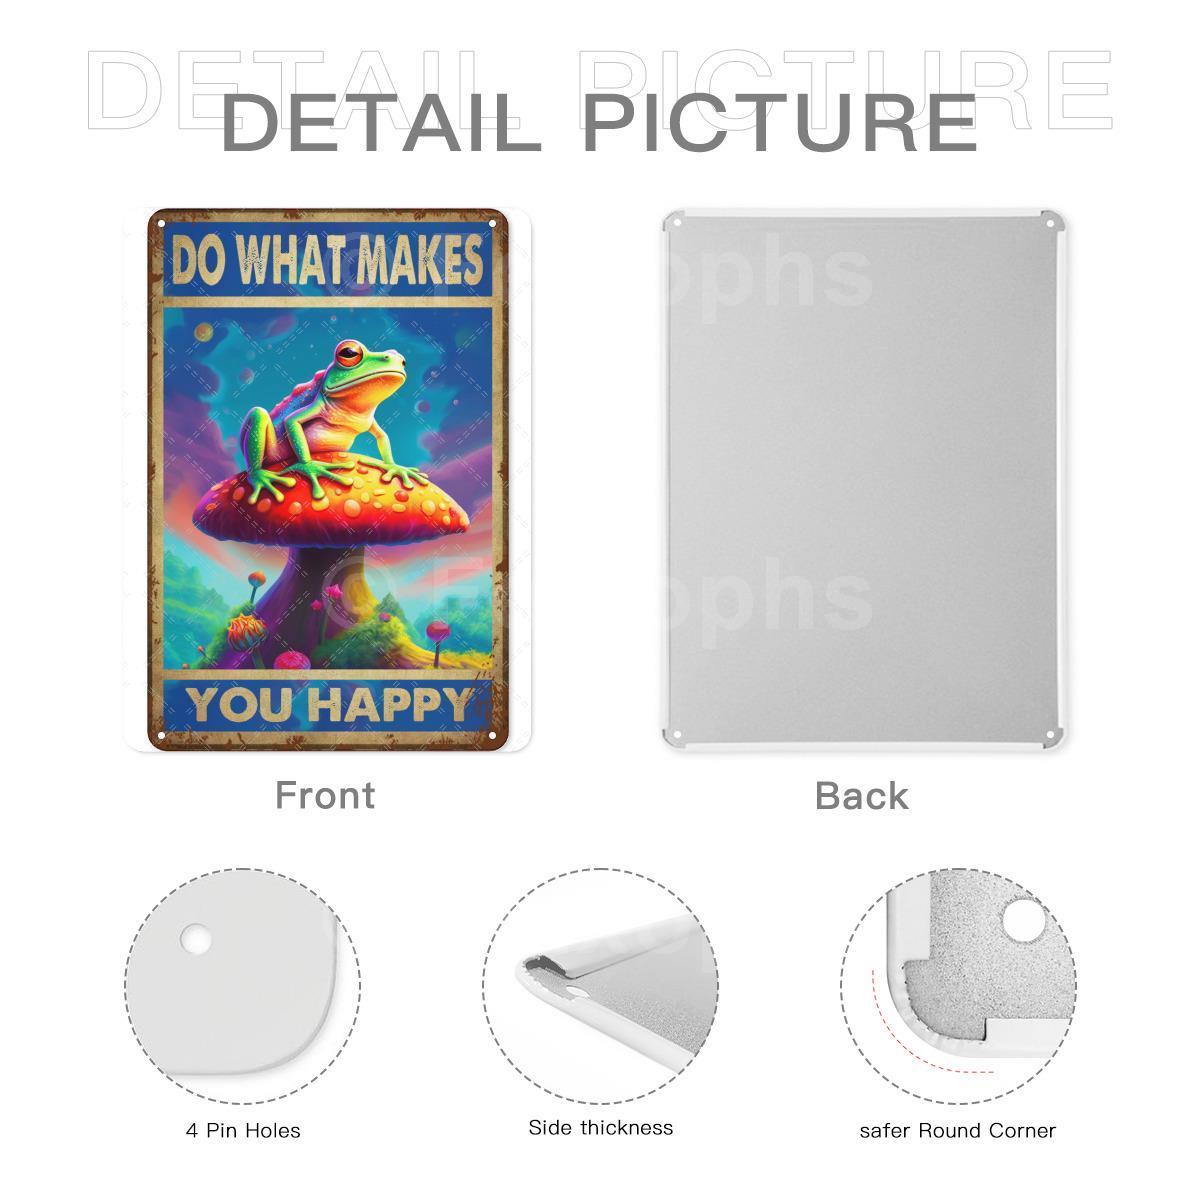 DETAIL PICTURE
DETAIL PICTURE
DO WHAT MAKES
YOU HAPPY
Front
Back
4 Pin Holes
Side thickness
safer Round Corner